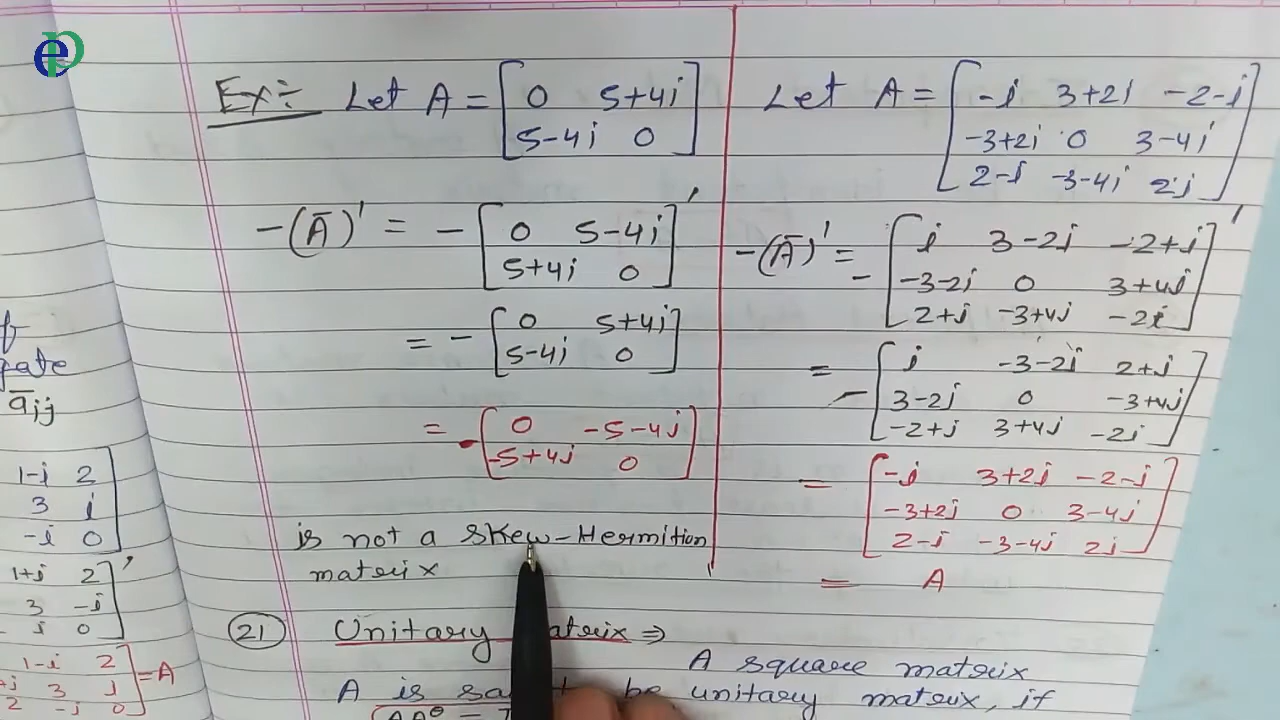 ep
Ex:- Let A = [0 5+4i
5-4i 0]
-(Ā)' = -[0 5-4i
5+4i 0]'
= -[0 5+4i
5-4i 0]
= -[0 -5-4i
-5+4i 0]
is not a Skew-Hermition
matrix
Let A = [-i 3+2i -2-i
-3+2i 0 3-4i
2-i -3-4i 2i]
-(Ā)' = -[i 3-2i -2+i
-3-2i 0 3+4i
2+i -3+4i -2i]'
= -[i -3-2i 2+i
3-2i 0 -3+4i
-2+i 3+4i -2i]
= [-i 3+2i -2-i
-3+2i 0 3-4i
2-i -3-4i 2i]
= A
21 Unitary ⇒
A square matrix
A is be unitary matrix, if
āij
1-i 2
3 i
-i 0]
1+i 2
3 -i
i 0]'
1-i 2
3 i
2 -i 0] = A